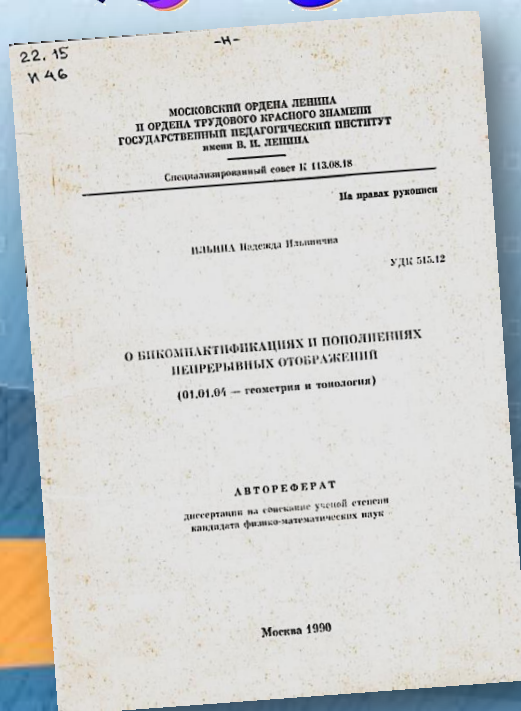 22.15
И 46
-н-
МОСКОВСКИЙ ОРДЕНА ЛЕНИНА
И ОРДЕНА ТРУДОВОГО КРАСНОГО ЗНАМЕНИ
ГОСУДАРСТВЕННЫЙ ПЕДАГОГИЧЕСКИЙ ИНСТИТУТ
имени В. И. ЛЕНИНА
Специализированный совет К 113.08.18
На правах рукописи
ИЛЬИНА Надежда Ильинична
УДК 515.12
О БИКОМПАКТИФИКАЦИЯХ И ПОПОЛНЕНИЯХ
НЕПРЕРЫВНЫХ ОТОБРАЖЕНИЙ
(01.01.04 — геометрия и топология)
АВТОРЕФЕРАТ
диссертации на соискание ученой степени
кандидата физико-математических наук
Москва 1990